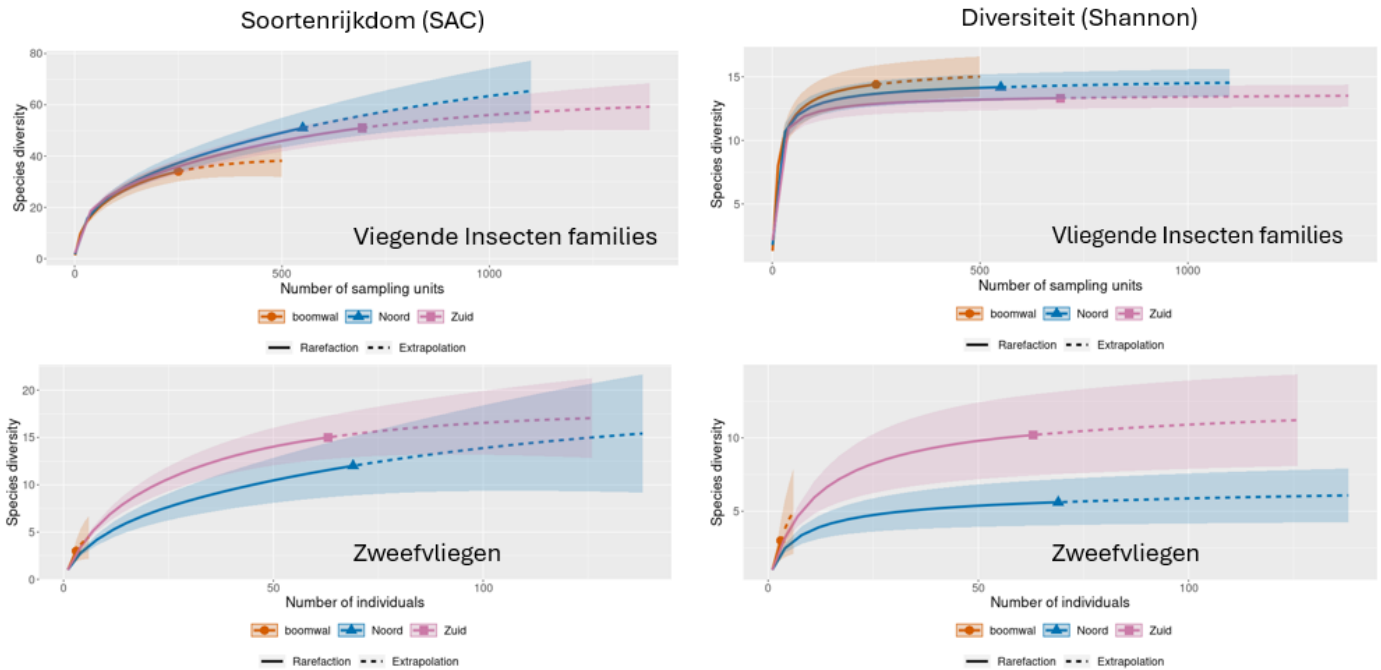 Soortenrijkdom (SAC)
Diversiteit (Shannon)
80
60
40
20
0
Species diversity
Viegende Insecten families
0
500
1000
Number of sampling units
boomwal Noord Zuid
Rarefaction Extrapolation
15
10
5
Species diversity
Vliegende Insecten families
0
500
1000
Number of sampling units
boomwal Noord Zuid
Rarefaction Extrapolation
20
15
10
5
0
Species diversity
Zweefvliegen
0
50
100
Number of individuals
boomwal Noord Zuid
Rarefaction Extrapolation
10
5
Species diversity
Zweefvliegen
0
50
100
Number of individuals
boomwal Noord Zuid
Rarefaction Extrapolation